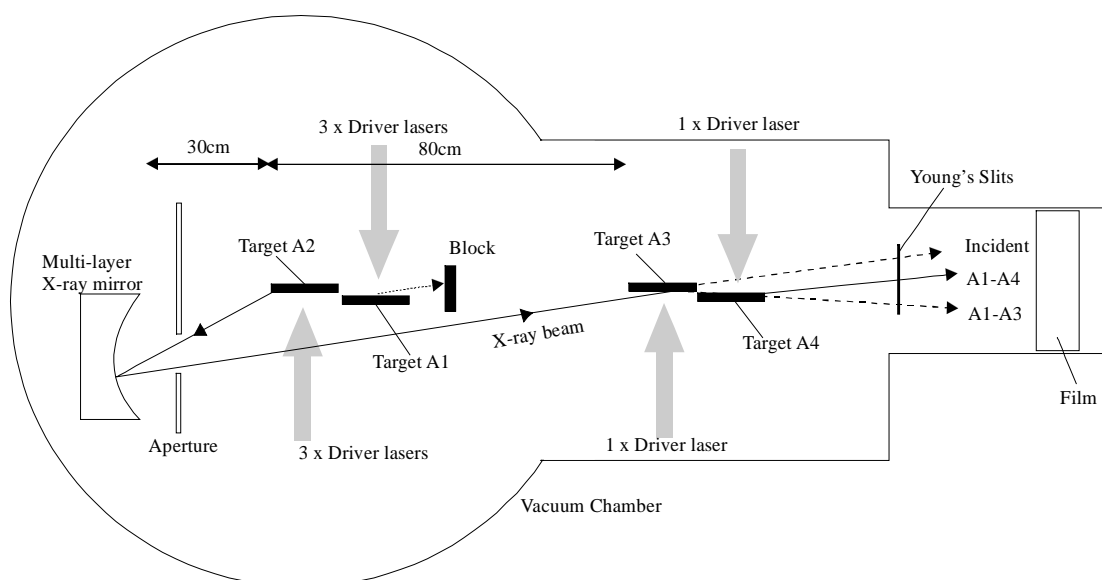 3 x Driver lasers
1 x Driver laser
30cm
80cm
Young's Slits
Target A2
Block
Target A3
Incident
Multi-layer
X-ray mirror
A1-A4
A1-A3
X-ray beam
Target A1
Target A4
Film
Aperture
3 x Driver lasers
1 x Driver laser
Vacuum Chamber